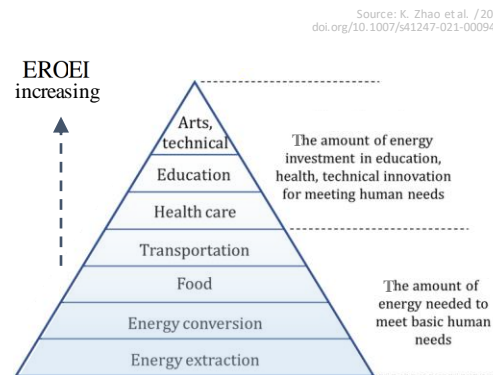 Source: K. Zhao et al. /20
doi.org/10.1007/s41247-021-00094
EROEI
increasing
Arts,
technical
Education
Health care
Transportation
Food
Energy conversion
Energy extraction
The amount of energy
investment in education,
health, technical innovation
for meeting human needs
The amount of
energy needed to
meet basic human
needs